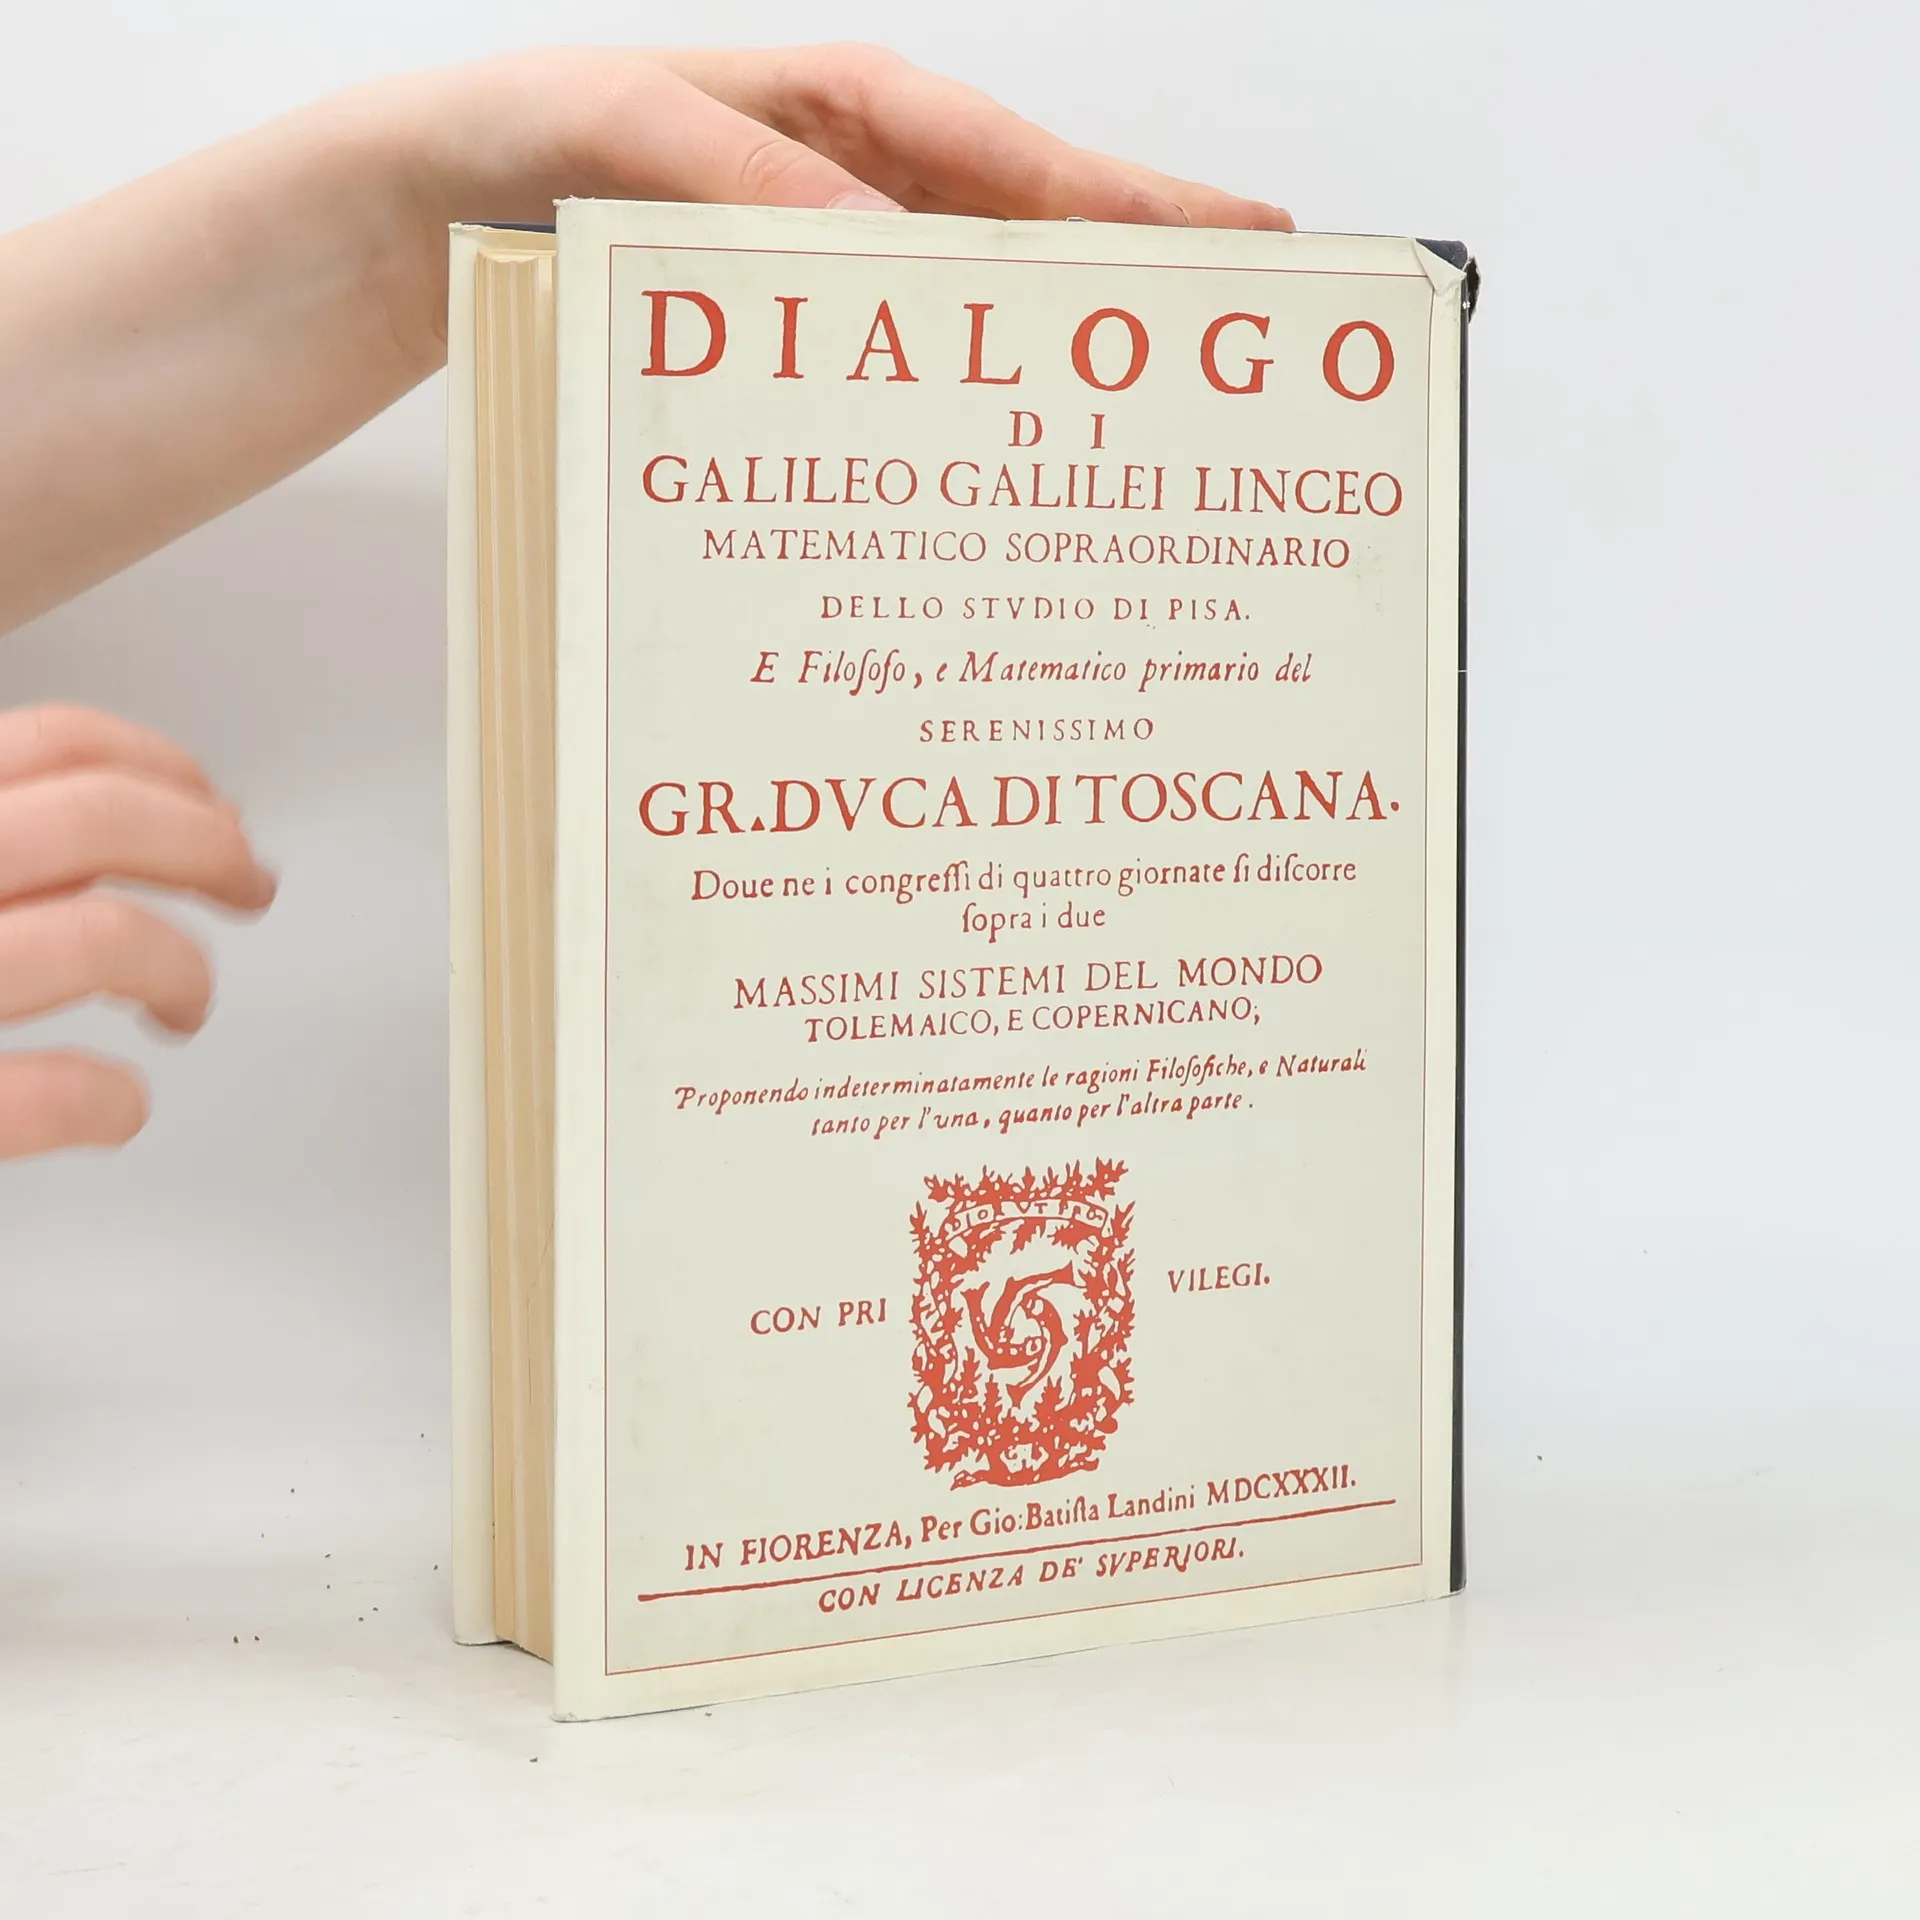 DIALOGO
DI
GALILEO GALILEI LINCEO
MATEMATICO SOPRAORDINARIO
DELLO STVDIO DI PISA.
E Filoſofo, e Matematico primario del
SERENISSIMO
GR. DVCA DI TOSCANA.
Doue ne i congreſſi di quattro giornate ſi diſcorre
ſopra i due
MASSIMI SISTEMI DEL MONDO
TOLEMAICO, E COPERNICANO;
Proponendo indeterminatamente le ragioni Filoſofiche, e Naturali
tanto per l'vna, quanto per l'altra parte.
CON PRI VILEGI.
IN FIORENZA, Per Gio: Batiſta Landini MDCXXXII.
CON LICENZA DE' SVPERIORI.